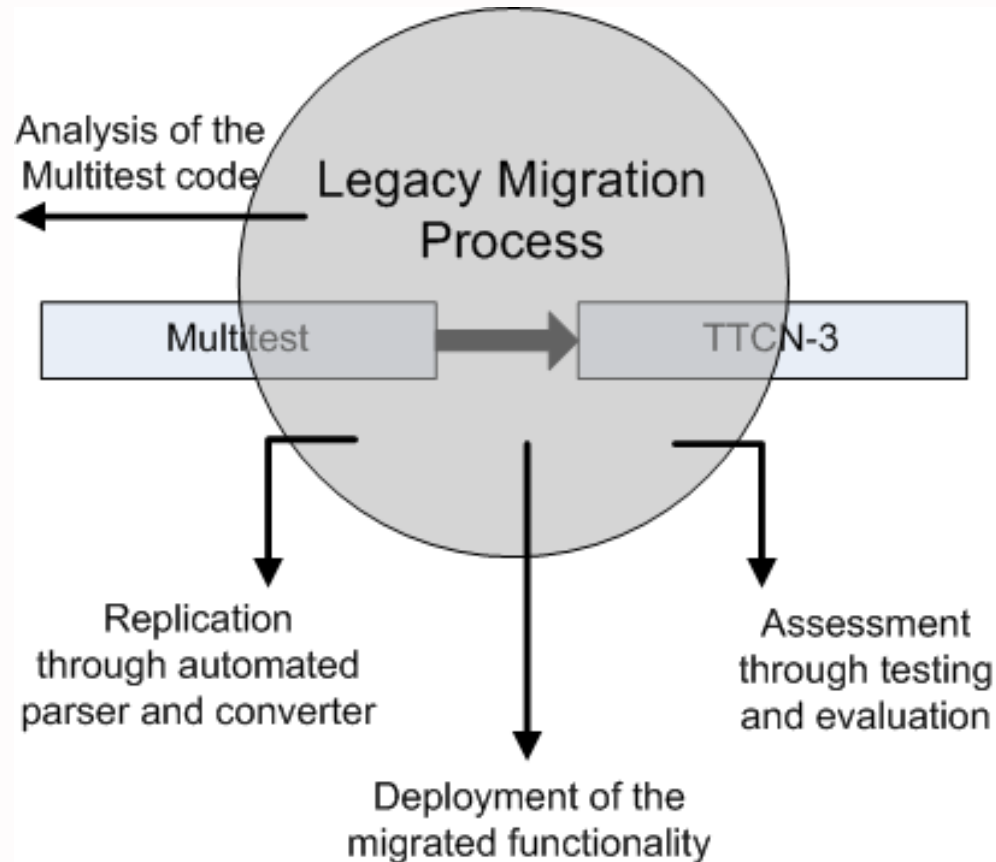 Analysis of the
Multitest code
Legacy Migration
Process
Multitest
TTCN-3
Replication
through automated
parser and converter
Assessment
through testing
and evaluation
Deployment of the
migrated functionality